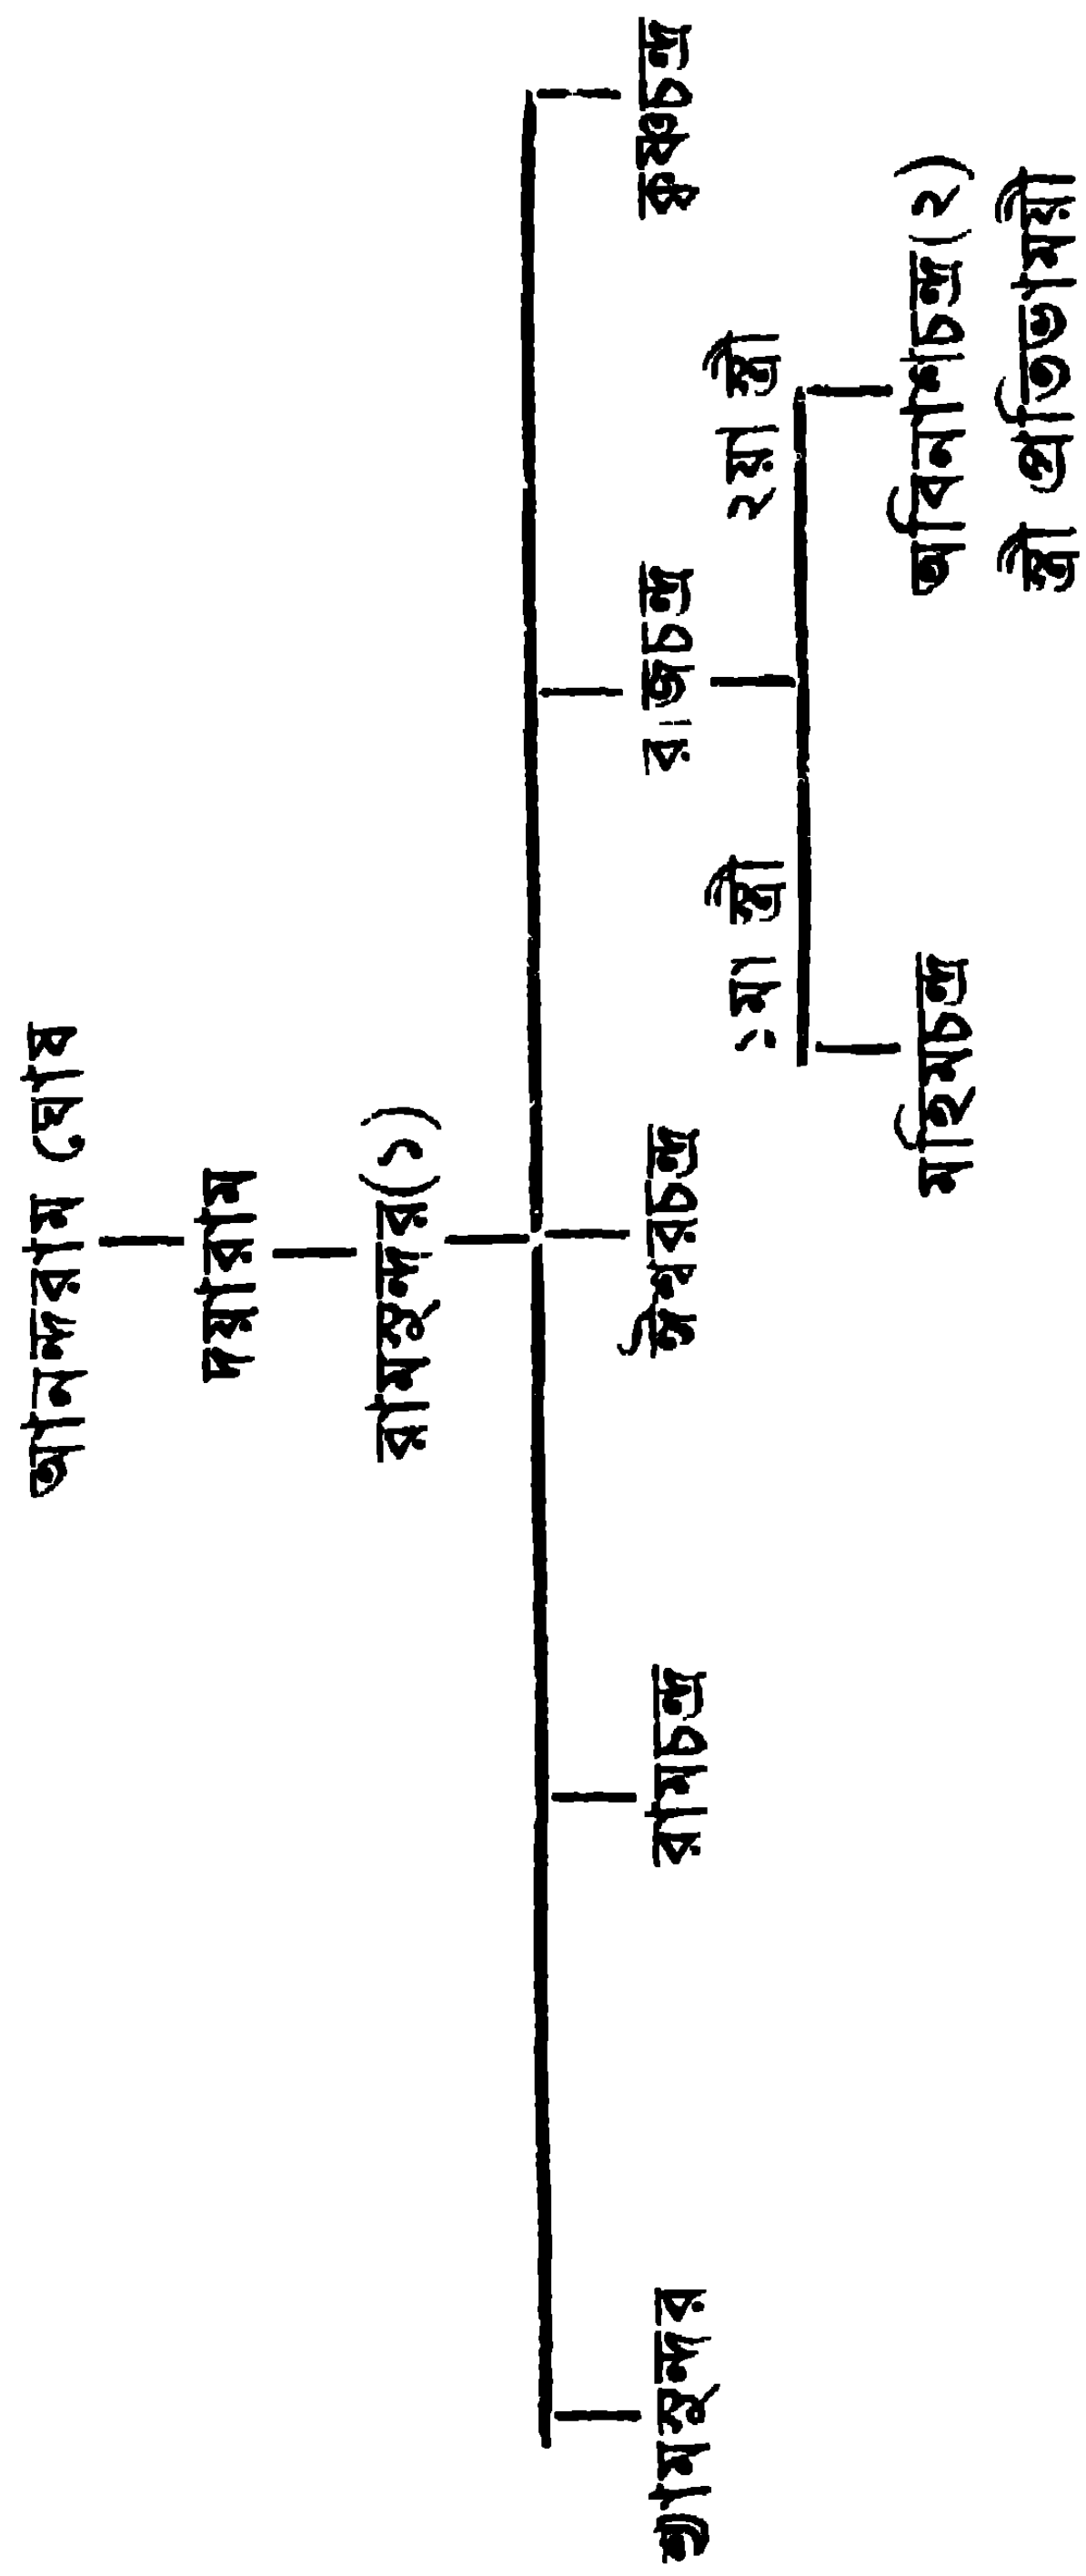 আনন্দরাম ঘোষ
দয়ারাম
রামসুন্দর(১)
শ্যামসুন্দর রামচন্দ্র ঈশ্বরচন্দ্র রাজচন্দ্র কৃষ্ণচন্দ্র
১মা স্ত্রী ২য়া স্ত্রী
মহিমচন্দ্র অবিনাশচন্দ্র(২)
স্ত্রী প্রতিভাময়ী